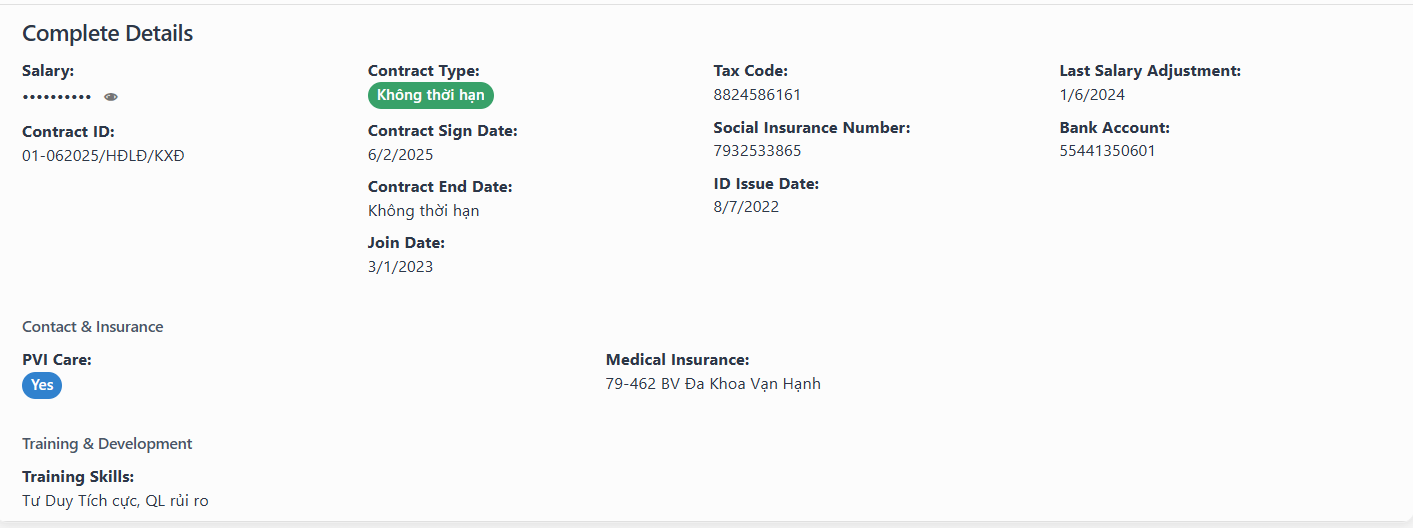 Complete Details
Salary:
••••••••••
Contract ID:
01-062025/HĐLĐ/KXĐ
Contract Type:
Không thời hạn
Contract Sign Date:
6/2/2025
Contract End Date:
Không thời hạn
Join Date:
3/1/2023
Tax Code:
8824586161
Social Insurance Number:
7932533865
ID Issue Date:
8/7/2022
Last Salary Adjustment:
1/6/2024
Bank Account:
55441350601
Contact & Insurance
PVI Care:
Yes
Medical Insurance:
79-462 BV Đa Khoa Vạn Hạnh
Training & Development
Training Skills:
Tư Duy Tích cực, QL rủi ro